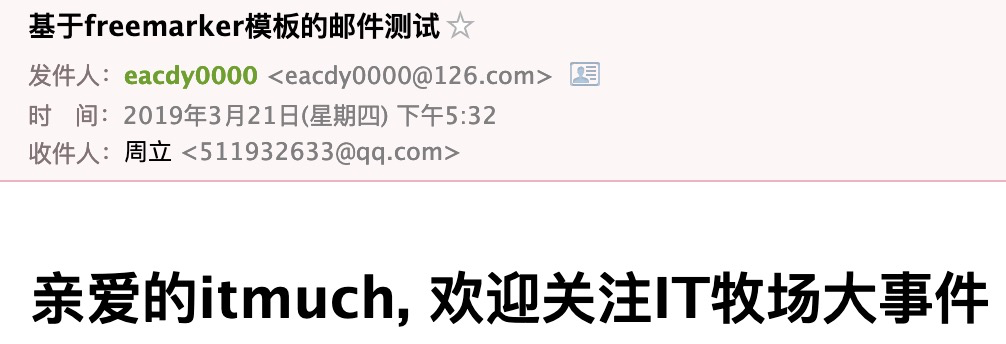 基于freemarker模板的邮件测试
发件人：eacdy0000 <eacdy0000@126.com>
时　间：2019年3月21日(星期四) 下午5:32
收件人：周立 <511932633@qq.com>
亲爱的itmuch, 欢迎关注IT牧场大事件